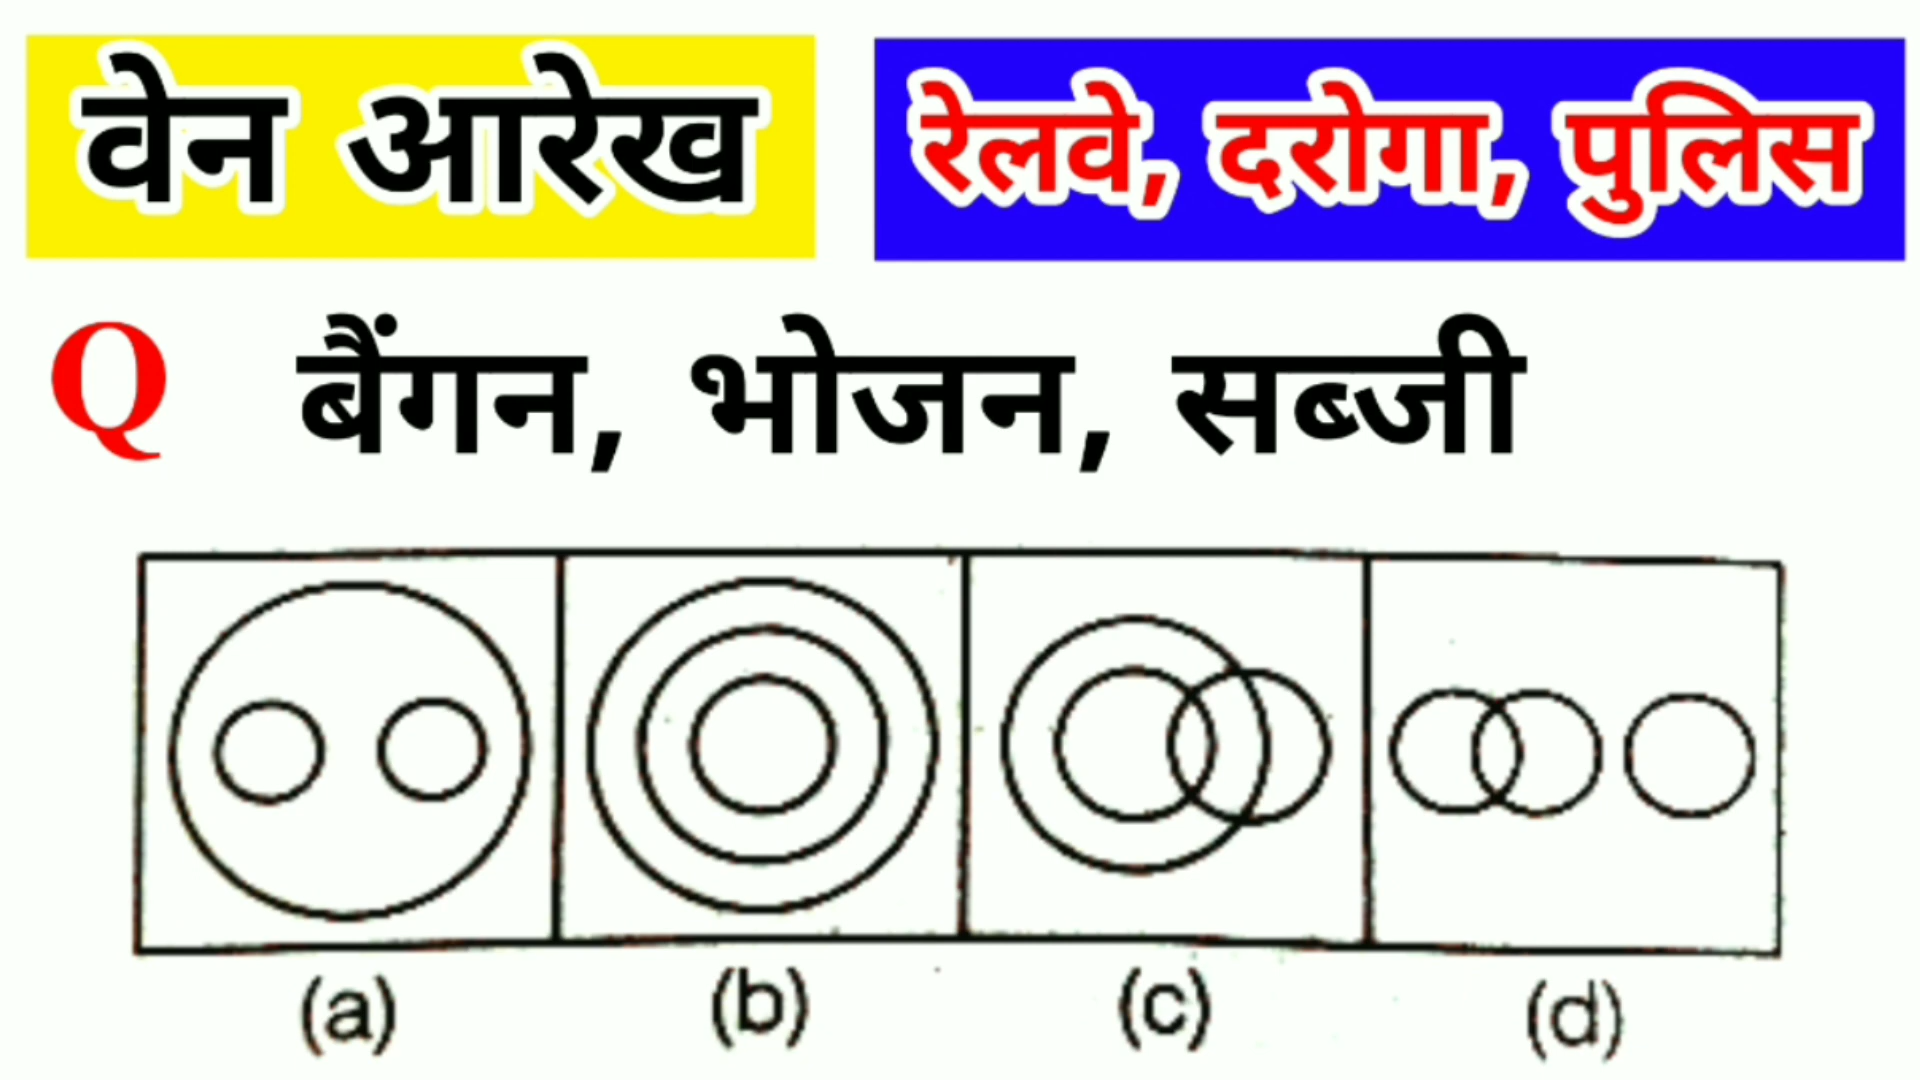 वेन आरेख
रेलवे, दरोगा, पुलिस
Q बैंगन, भोजन, सब्जी
(a) (b) (c) (d)